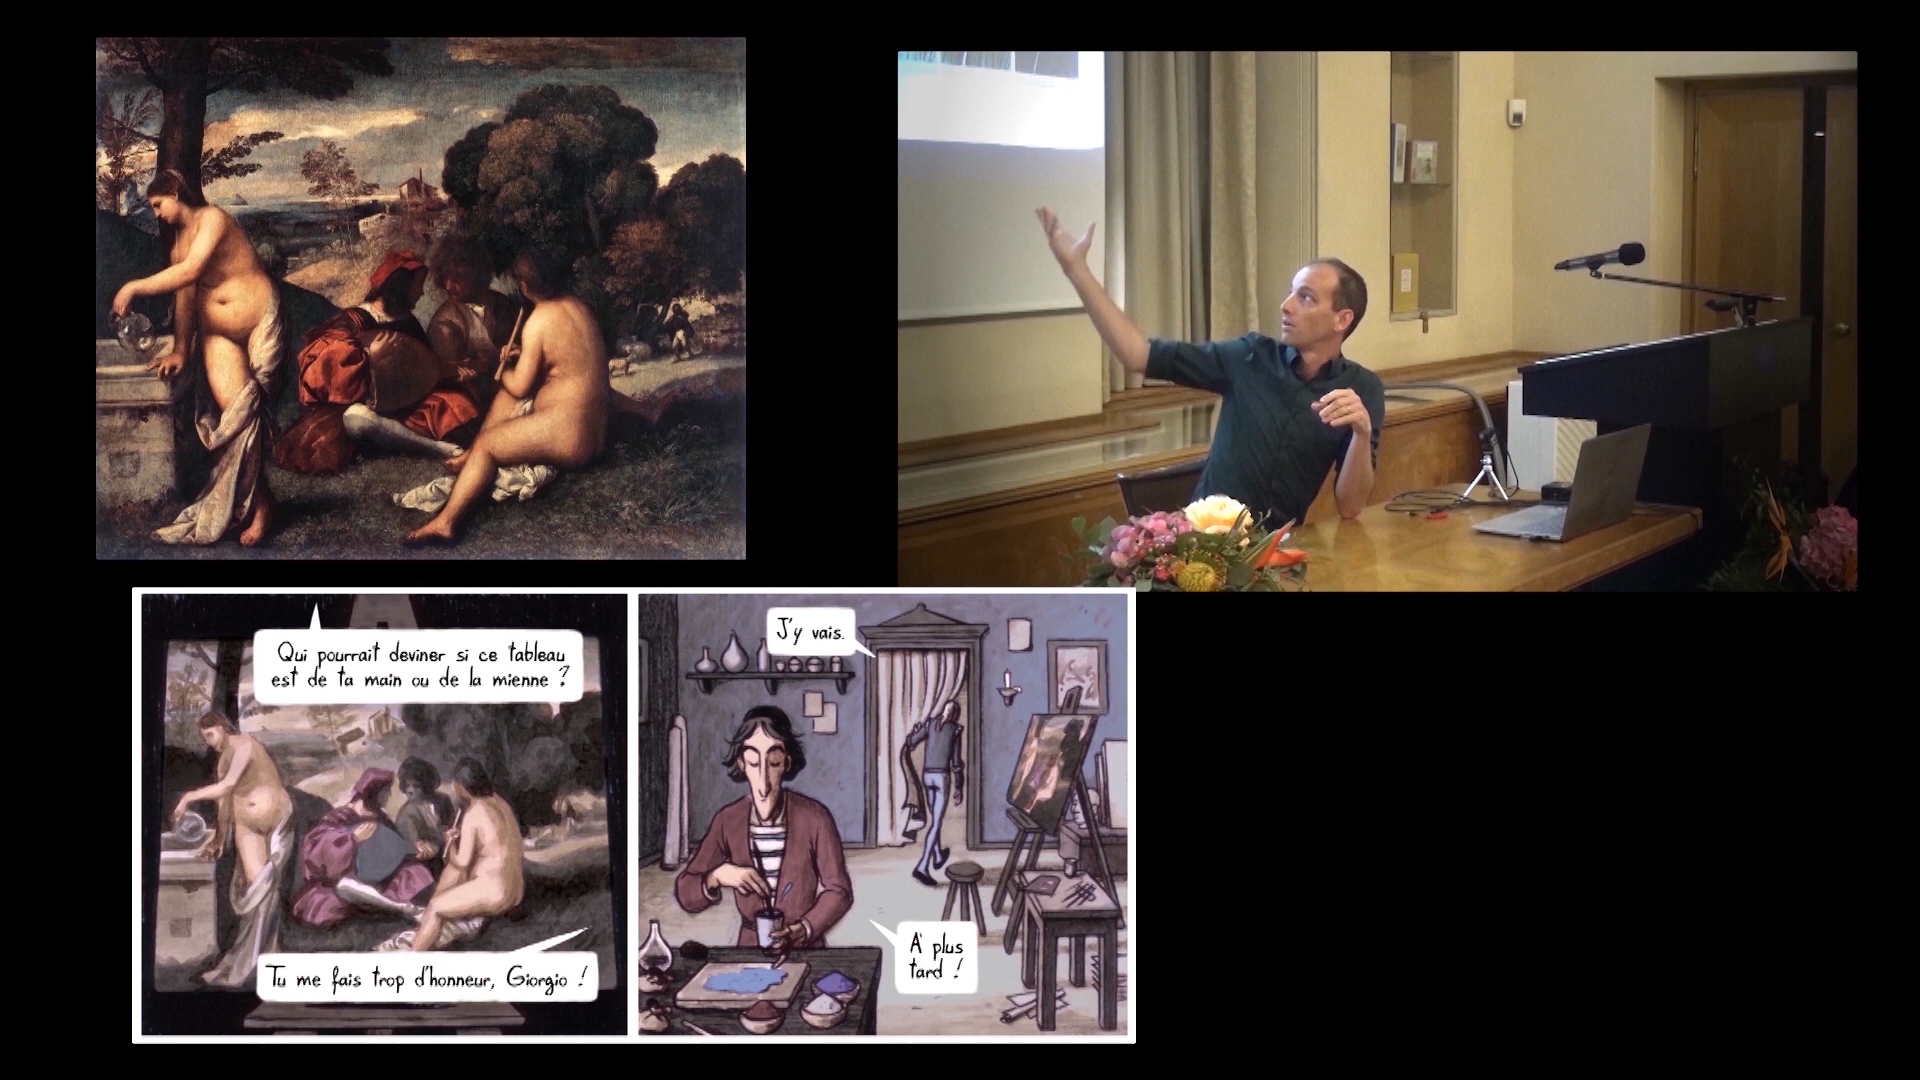 Qui pourrait deviner si ce tableau
est de ta main ou de la mienne ?
Tu me fais trop d'honneur, Giorgio !
J'y vais.
A plus
tard !